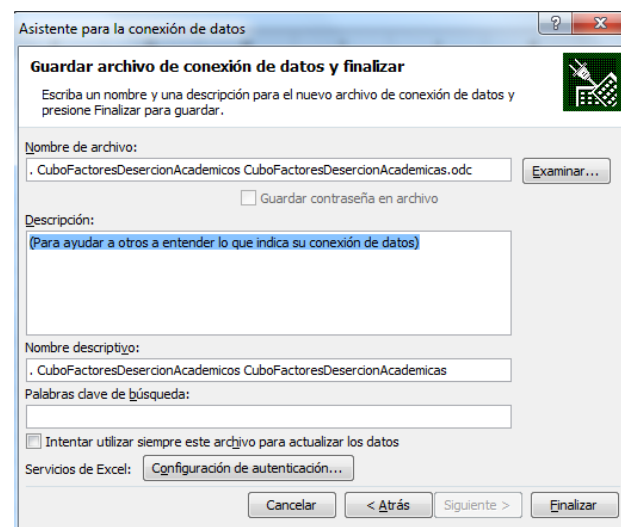 Asistente para la conexión de datos
Guardar archivo de conexión de datos y finalizar
Escriba un nombre y una descripción para el nuevo archivo de conexión de datos y
presione Finalizar para guardar.
Nombre de archivo:
. CuboFactoresDesercionAcademicos CuboFactoresDesercionAcademicas.odc
Examinar...
Guardar contraseña en archivo
Descripción:
(Para ayudar a otros a entender lo que indica su conexión de datos)
Nombre descriptivo:
. CuboFactoresDesercionAcademicos CuboFactoresDesercionAcademicas
Palabras clave de búsqueda:
Intentar utilizar siempre este archivo para actualizar los datos
Servicios de Excel: Configuración de autenticación...
Cancelar < Atrás Siguiente > Finalizar